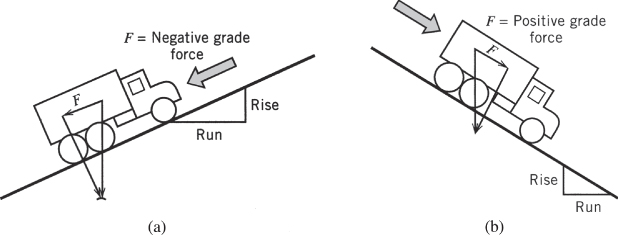 F = Negative grade
force
F
Rise
Run
(a)
F = Positive grade
force
F
Rise
Run
(b)